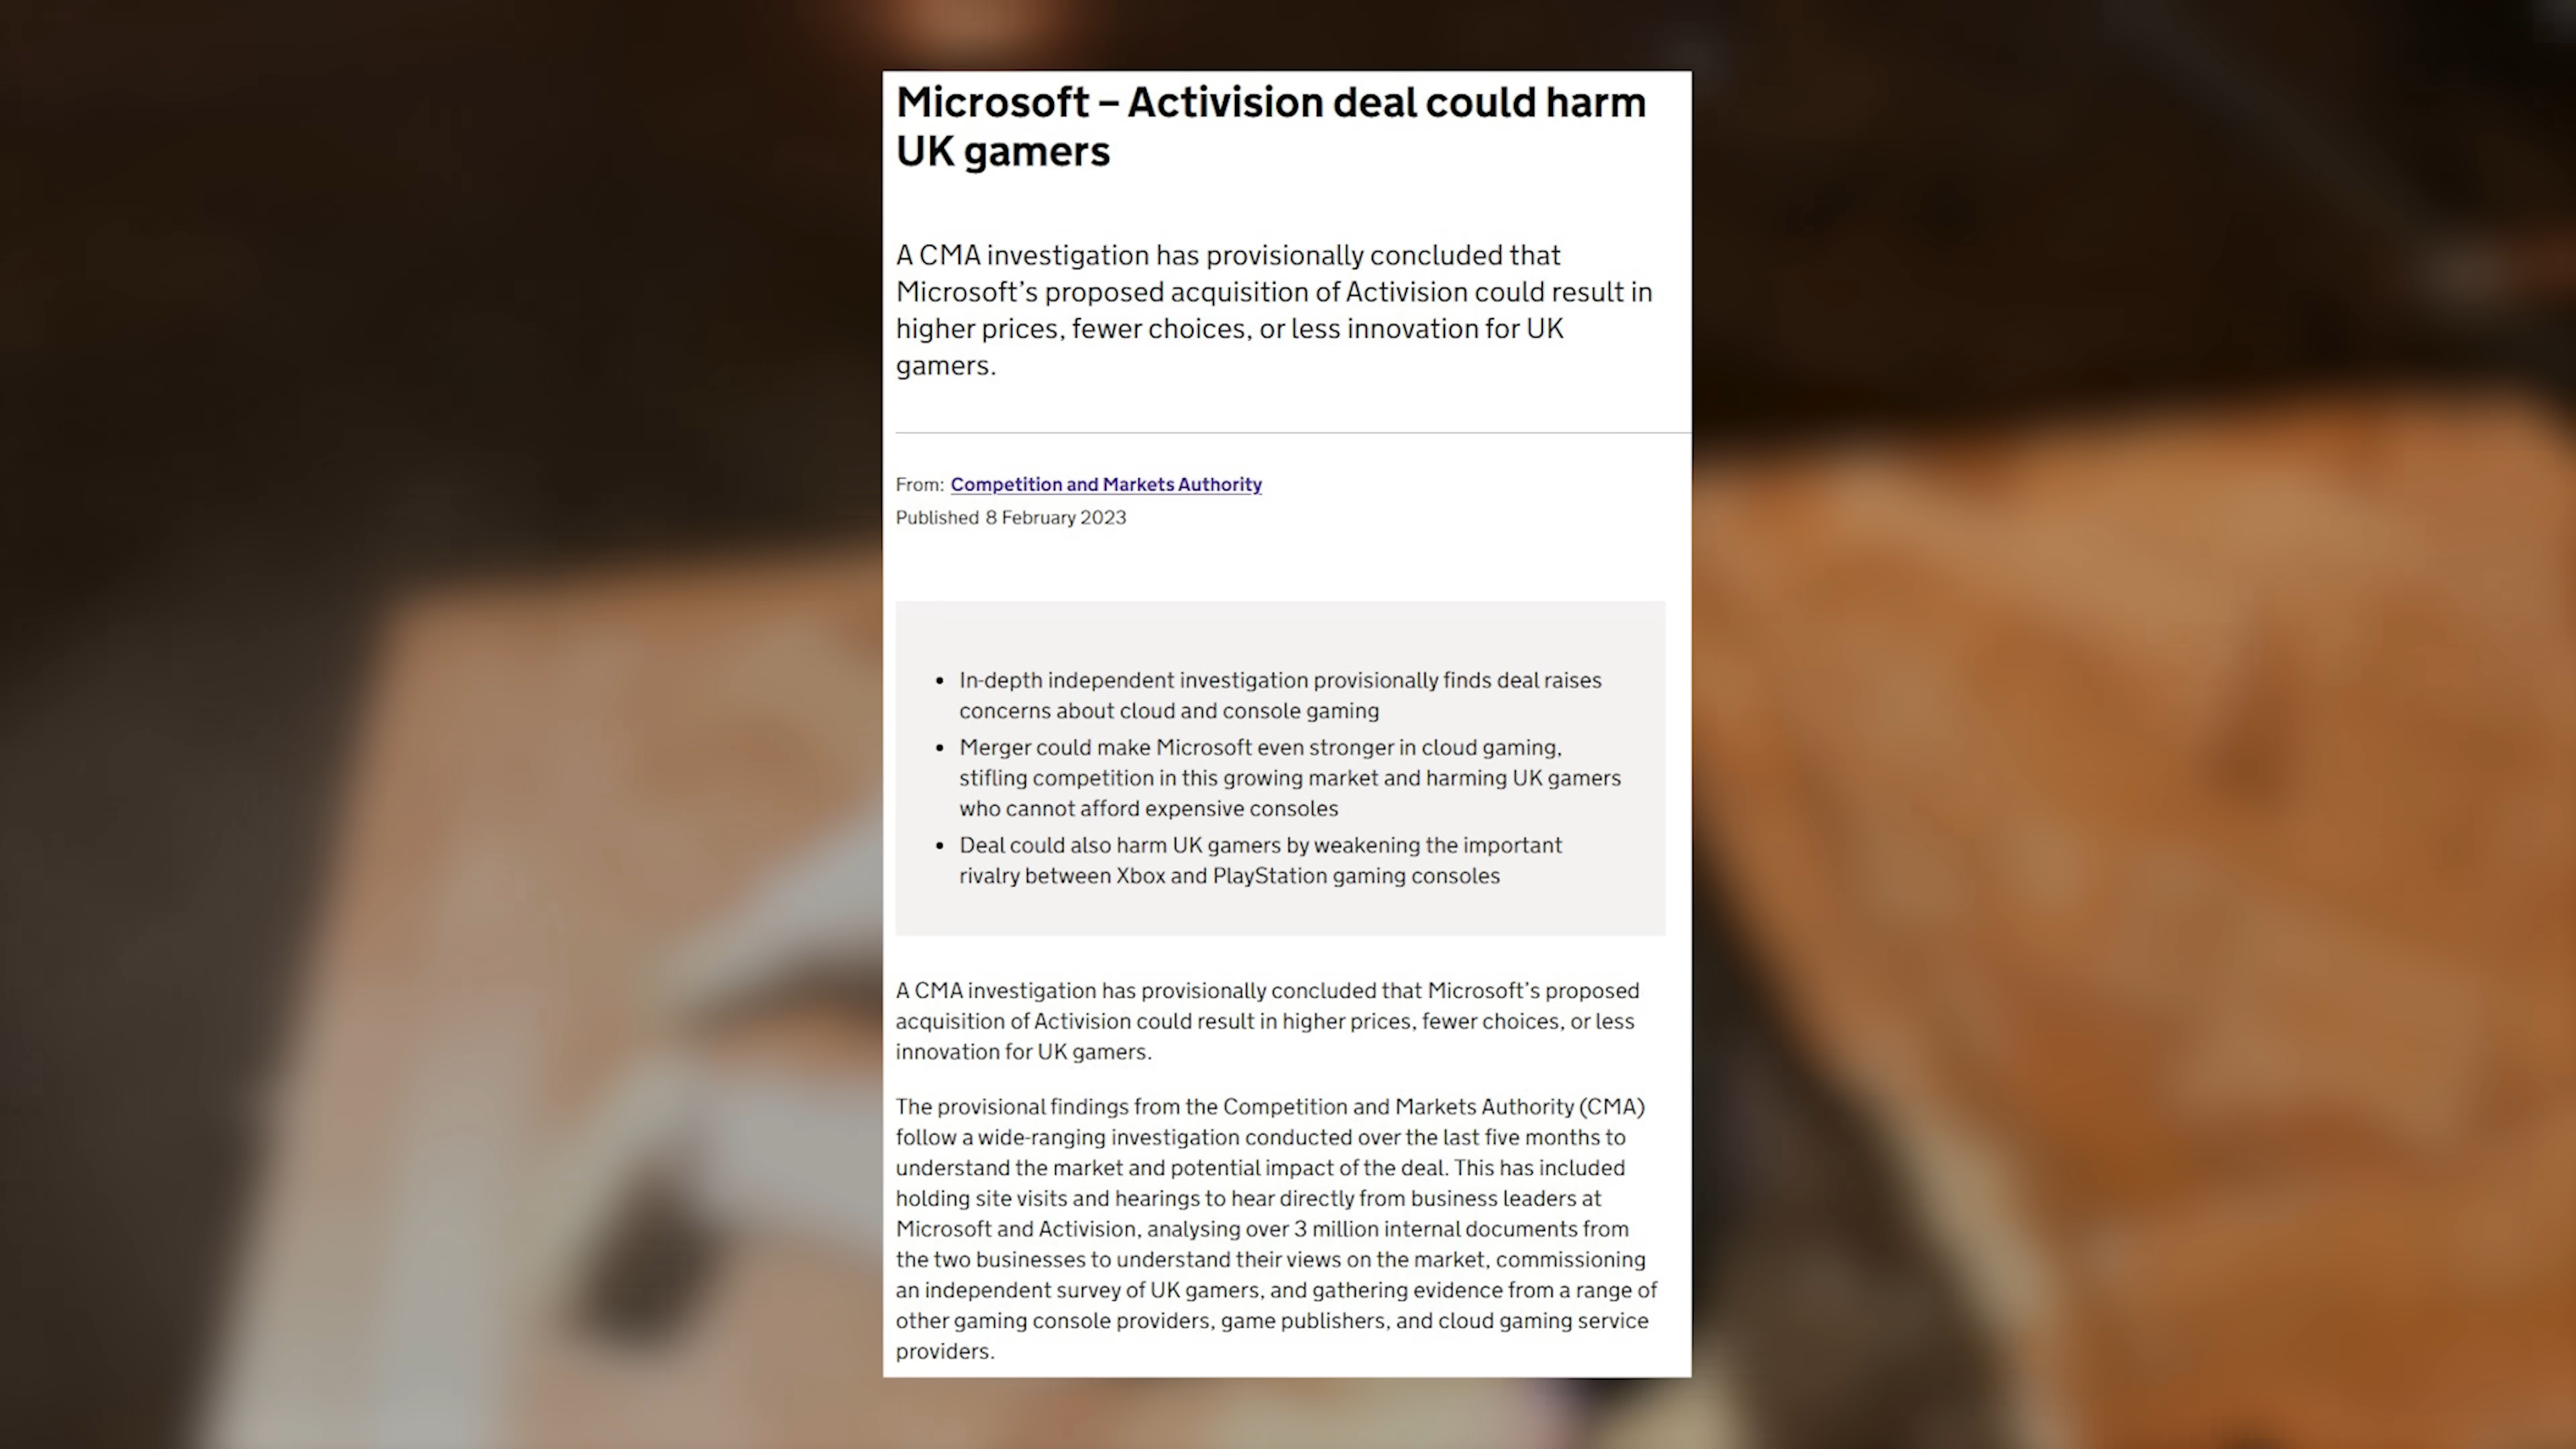 Microsoft – Activision deal could harm
UK gamers
A CMA investigation has provisionally concluded that
Microsoft’s proposed acquisition of Activision could result in
higher prices, fewer choices, or less innovation for UK
gamers.
From: Competition and Markets Authority
Published 8 February 2023
• In-depth independent investigation provisionally finds deal raises
concerns about cloud and console gaming
• Merger could make Microsoft even stronger in cloud gaming,
stifling competition in this growing market and harming UK gamers
who cannot afford expensive consoles
• Deal could also harm UK gamers by weakening the important
rivalry between Xbox and PlayStation gaming consoles
A CMA investigation has provisionally concluded that Microsoft’s proposed
acquisition of Activision could result in higher prices, fewer choices, or less
innovation for UK gamers.
The provisional findings from the Competition and Markets Authority (CMA)
follow a wide-ranging investigation conducted over the last five months to
understand the market and potential impact of the deal. This has included
holding site visits and hearings to hear directly from business leaders at
Microsoft and Activision, analysing over 3 million internal documents from
the two businesses to understand their views on the market, commissioning
an independent survey of UK gamers, and gathering evidence from a range of
other gaming console providers, game publishers, and cloud gaming service
providers.